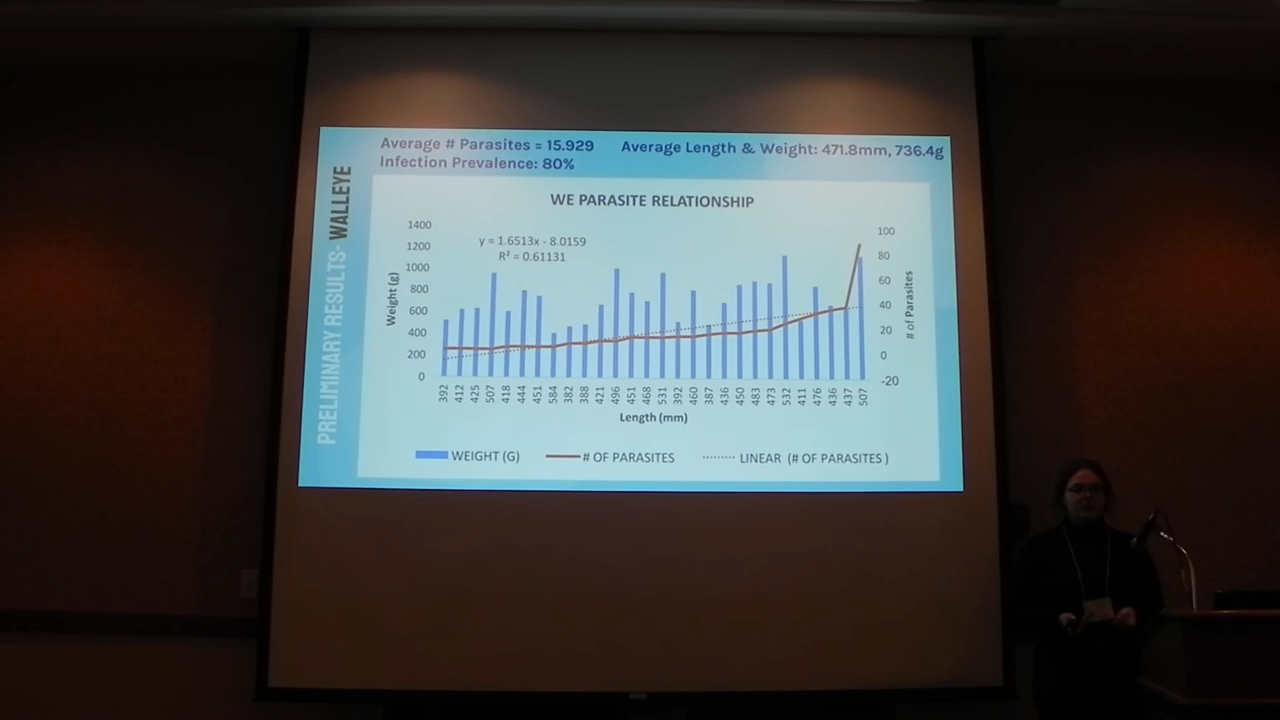 Average # Parasites = 15.929
Average Length & Weight: 471.8mm, 736.4g
Infection Prevalence: 80%
PRELIMINARY RESULTS- WALLEYE
WE PARASITE RELATIONSHIP
y = 1.6513x - 8.0159
R² = 0.61131
Weight (g)
1400
1200
1000
800
600
400
200
0
100
80
60
40
20
0
-20
# of Parasites
392 412 425 507 418 444 451 584 382 388 421 496 451 468 531 392 460 387 436 450 483 473 532 411 476 436 437 507
Length (mm)
WEIGHT (G) # OF PARASITES LINEAR (# OF PARASITES)